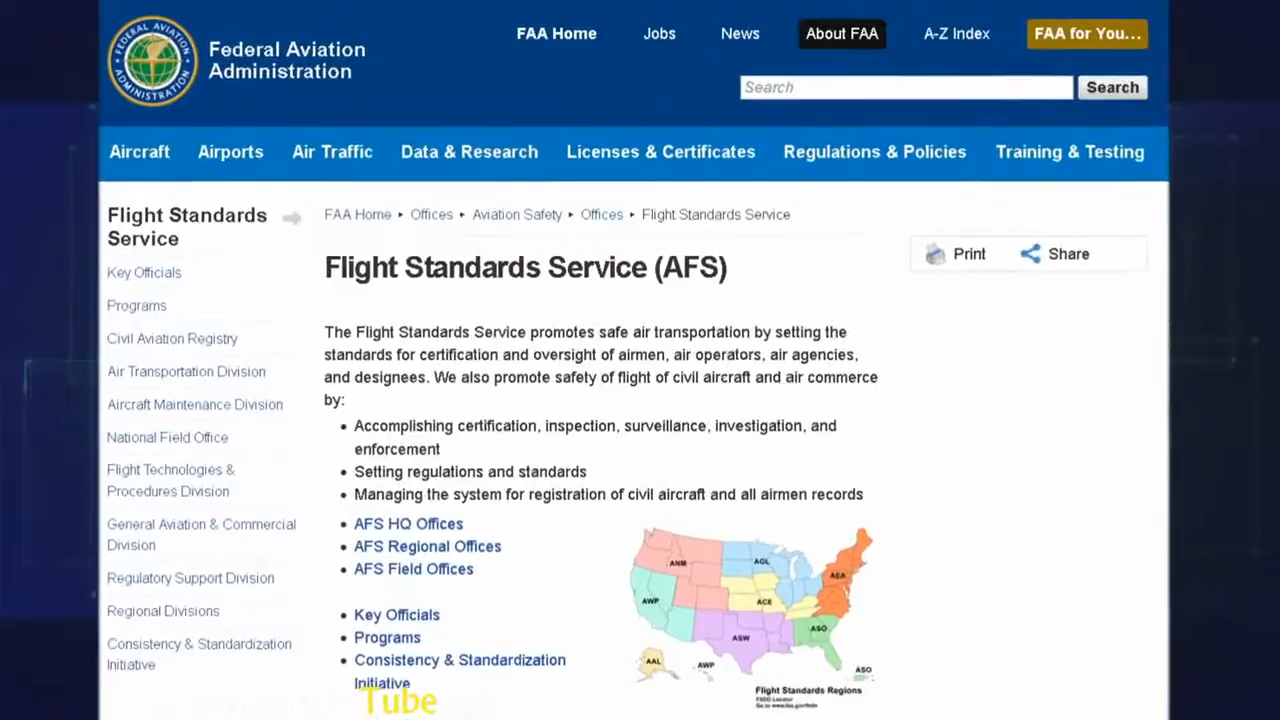 FEDERAL AVIATION
ADMINISTRATION
Federal Aviation
Administration
FAA Home
Jobs
News
About FAA
A-Z Index
FAA for You...
Search
Search
Aircraft
Airports
Air Traffic
Data & Research
Licenses & Certificates
Regulations & Policies
Training & Testing
Flight Standards
Service
Key Officials
Programs
Civil Aviation Registry
Air Transportation Division
Aircraft Maintenance Division
National Field Office
Flight Technologies &
Procedures Division
General Aviation & Commercial
Division
Regulatory Support Division
Regional Divisions
Consistency & Standardization
Initiative
FAA Home ▸ Offices ▸ Aviation Safety ▸ Offices ▸ Flight Standards Service
Print
Share
Flight Standards Service (AFS)
The Flight Standards Service promotes safe air transportation by setting the
standards for certification and oversight of airmen, air operators, air agencies,
and designees. We also promote safety of flight of civil aircraft and air commerce
by:
• Accomplishing certification, inspection, surveillance, investigation, and
enforcement
• Setting regulations and standards
• Managing the system for registration of civil aircraft and all airmen records
• AFS HQ Offices
• AFS Regional Offices
• AFS Field Offices
• Key Officials
• Programs
• Consistency & Standardization
Initiative
ANM
AGL
AEA
AWP
ACE
ASW
ASO
AAL
AWP
ASO
Flight Standards Regions
FSDO Locator
Tube